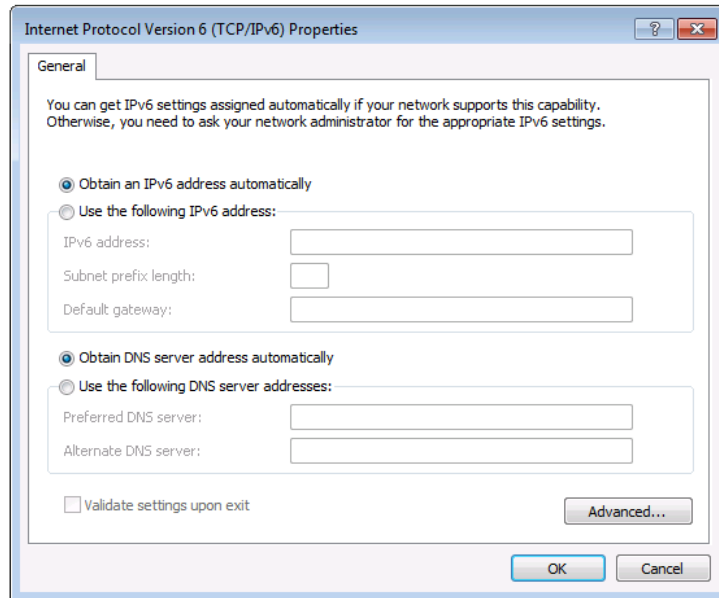 Internet Protocol Version 6 (TCP/IPv6) Properties
?
General
You can get IPv6 settings assigned automatically if your network supports this capability.
Otherwise, you need to ask your network administrator for the appropriate IPv6 settings.
Obtain an IPv6 address automatically
Use the following IPv6 address:
IPv6 address:
Subnet prefix length:
Default gateway:
Obtain DNS server address automatically
Use the following DNS server addresses:
Preferred DNS server:
Alternate DNS server:
Validate settings upon exit
Advanced...
OK
Cancel